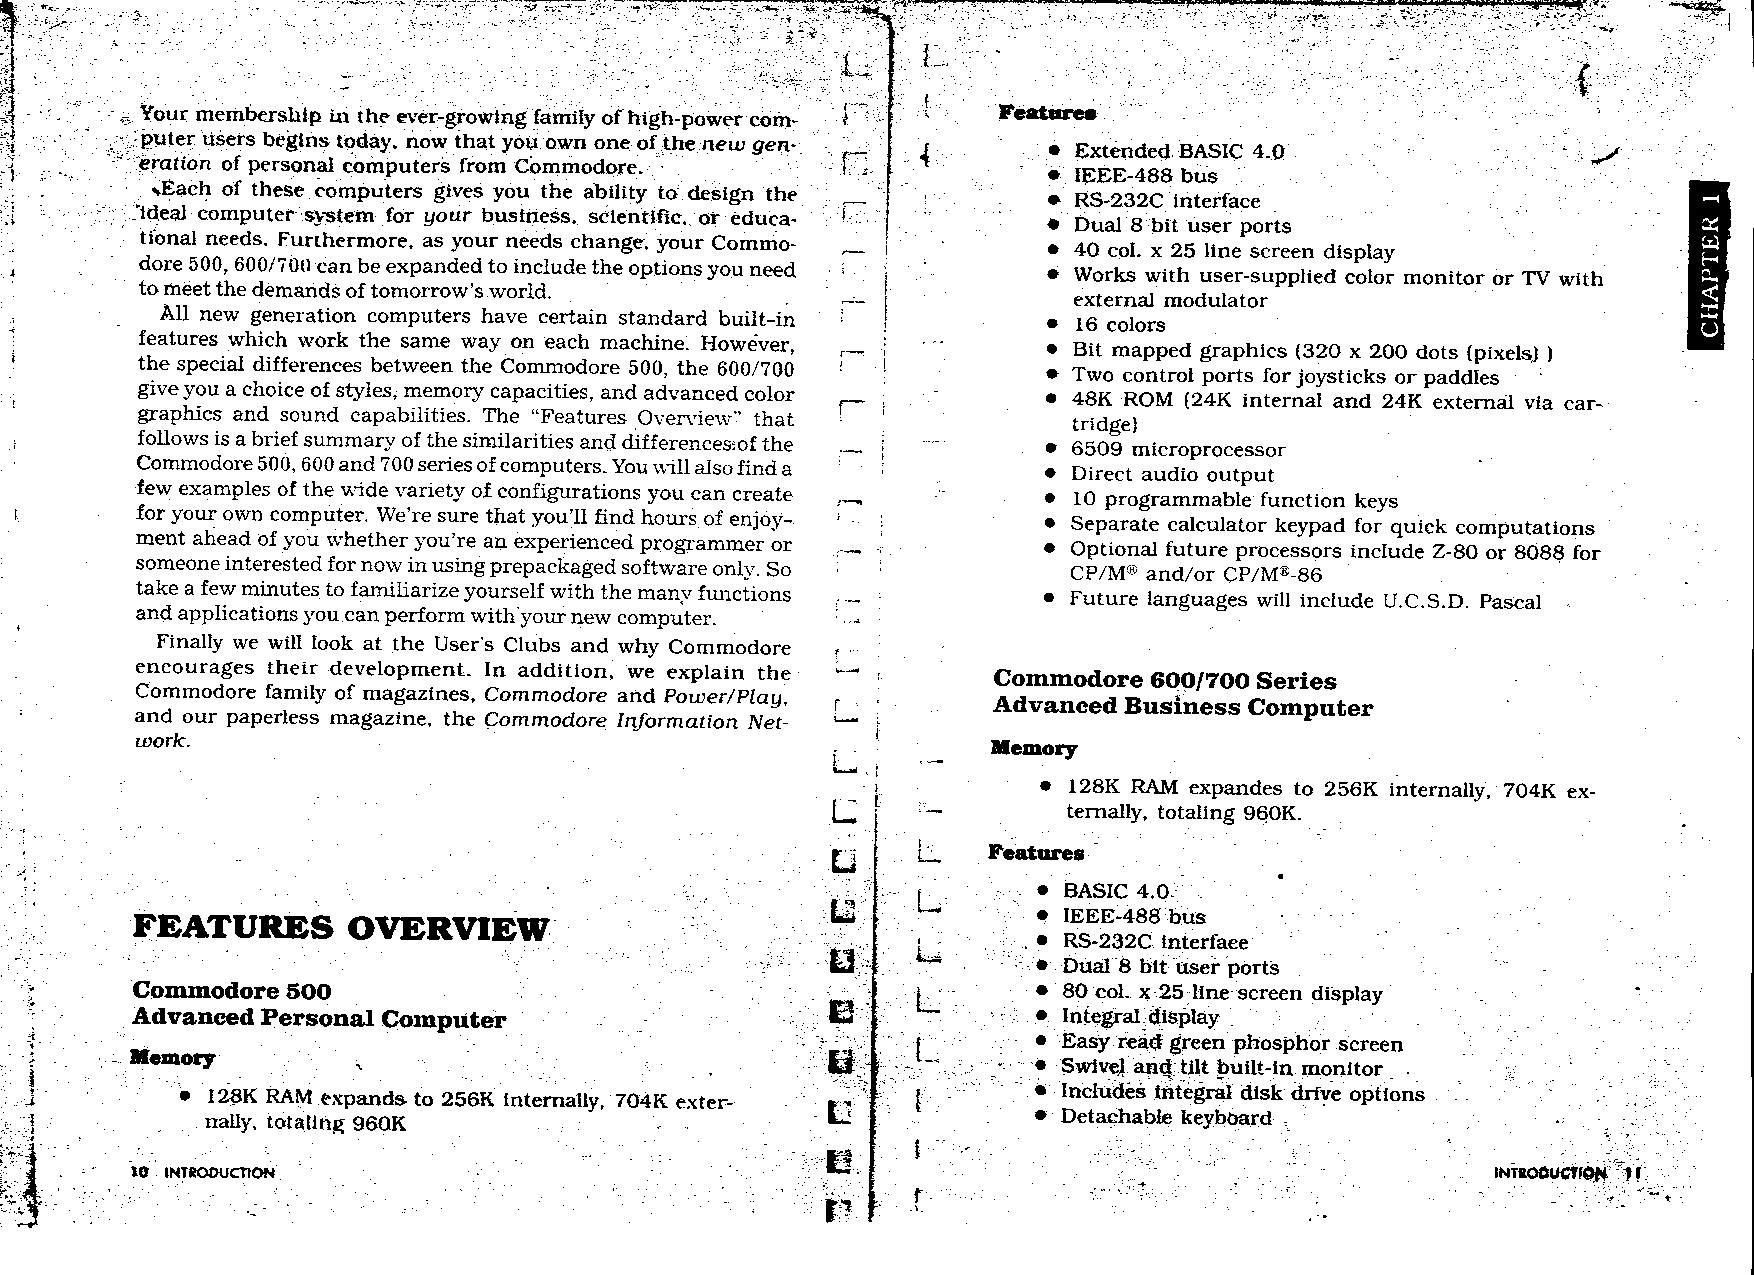 Your membership in the ever-growing family of high-power com-
puter users begins today, now that you own one of the new gen-
eration of personal computers from Commodore.
Each of these computers gives you the ability to design the
ideal computer system for your business, scientific, or educa-
tional needs. Furthermore, as your needs change, your Commo-
dore 500, 600/700 can be expanded to include the options you need
to meet the demands of tomorrow's world.
All new generation computers have certain standard built-in
features which work the same way on each machine. However,
the special differences between the Commodore 500, the 600/700
give you a choice of styles, memory capacities, and advanced color
graphics and sound capabilities. The "Features Overview" that
follows is a brief summary of the similarities and differences of the
Commodore 500, 600 and 700 series of computers. You will also find a
few examples of the wide variety of configurations you can create
for your own computer. We're sure that you'll find hours of enjoy-
ment ahead of you whether you're an experienced programmer or
someone interested for now in using prepackaged software only. So
take a few minutes to familiarize yourself with the many functions
and applications you can perform with your new computer.
Finally we will look at the User's Clubs and why Commodore
encourages their development. In addition, we explain the
Commodore family of magazines, Commodore and Power/Play,
and our paperless magazine, the Commodore Information Net-
work.
FEATURES OVERVIEW
Commodore 500
Advanced Personal Computer
Memory
• 128K RAM expands to 256K internally, 704K exter-
nally, totaling 960K
10 INTRODUCTION
Features
• Extended BASIC 4.0
• IEEE-488 bus
• RS-232C interface
• Dual 8 bit user ports
• 40 col. x 25 line screen display
• Works with user-supplied color monitor or TV with
external modulator
• 16 colors
• Bit mapped graphics (320 x 200 dots (pixels) )
• Two control ports for joysticks or paddles
• 48K ROM (24K internal and 24K external via car-
tridge)
• 6509 microprocessor
• Direct audio output
• 10 programmable function keys
• Separate calculator keypad for quick computations
• Optional future processors include Z-80 or 8088 for
CP/M® and/or CP/M®-86
• Future languages will include U.C.S.D. Pascal
Commodore 600/700 Series
Advanced Business Computer
Memory
• 128K RAM expandes to 256K internally, 704K ex-
ternally, totaling 960K.
Features
• BASIC 4.0
• IEEE-488 bus
• RS-232C interface
• Dual 8 bit user ports
• 80 col. x 25 line screen display
• Integral display
• Easy read green phosphor screen
• Swivel and tilt built-in monitor
• Includes integral disk drive options
• Detachable keyboard
INTRODUCTION 11
CHAPTER 1